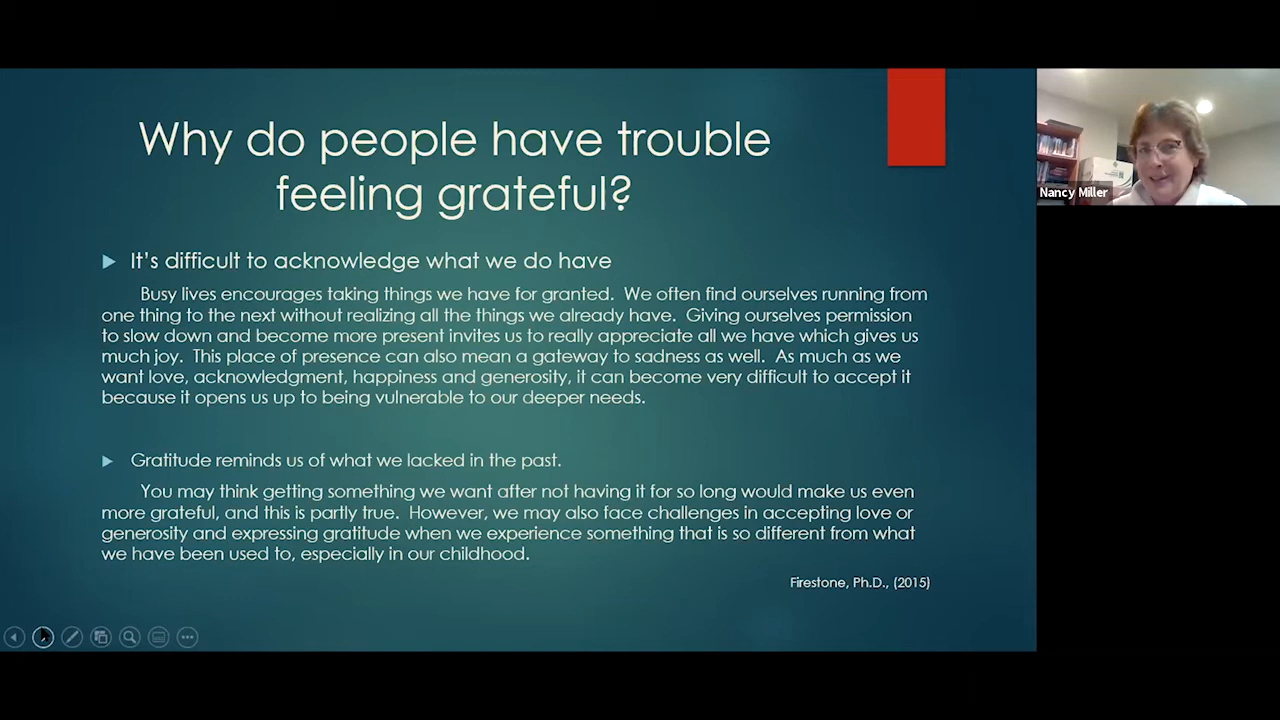 Why do people have trouble
feeling grateful?
It's difficult to acknowledge what we do have
Busy lives encourages taking things we have for granted. We often find ourselves running from
one thing to the next without realizing all the things we already have. Giving ourselves permission
to slow down and become more present invites us to really appreciate all we have which gives us
much joy. This place of presence can also mean a gateway to sadness as well. As much as we
want love, acknowledgment, happiness and generosity, it can become very difficult to accept it
because it opens us up to being vulnerable to our deeper needs.
Gratitude reminds us of what we lacked in the past.
You may think getting something we want after not having it for so long would make us even
more grateful, and this is partly true. However, we may also face challenges in accepting love or
generosity and expressing gratitude when we experience something that is so different from what
we have been used to, especially in our childhood.
Firestone, Ph.D., (2015)
Nancy Miller